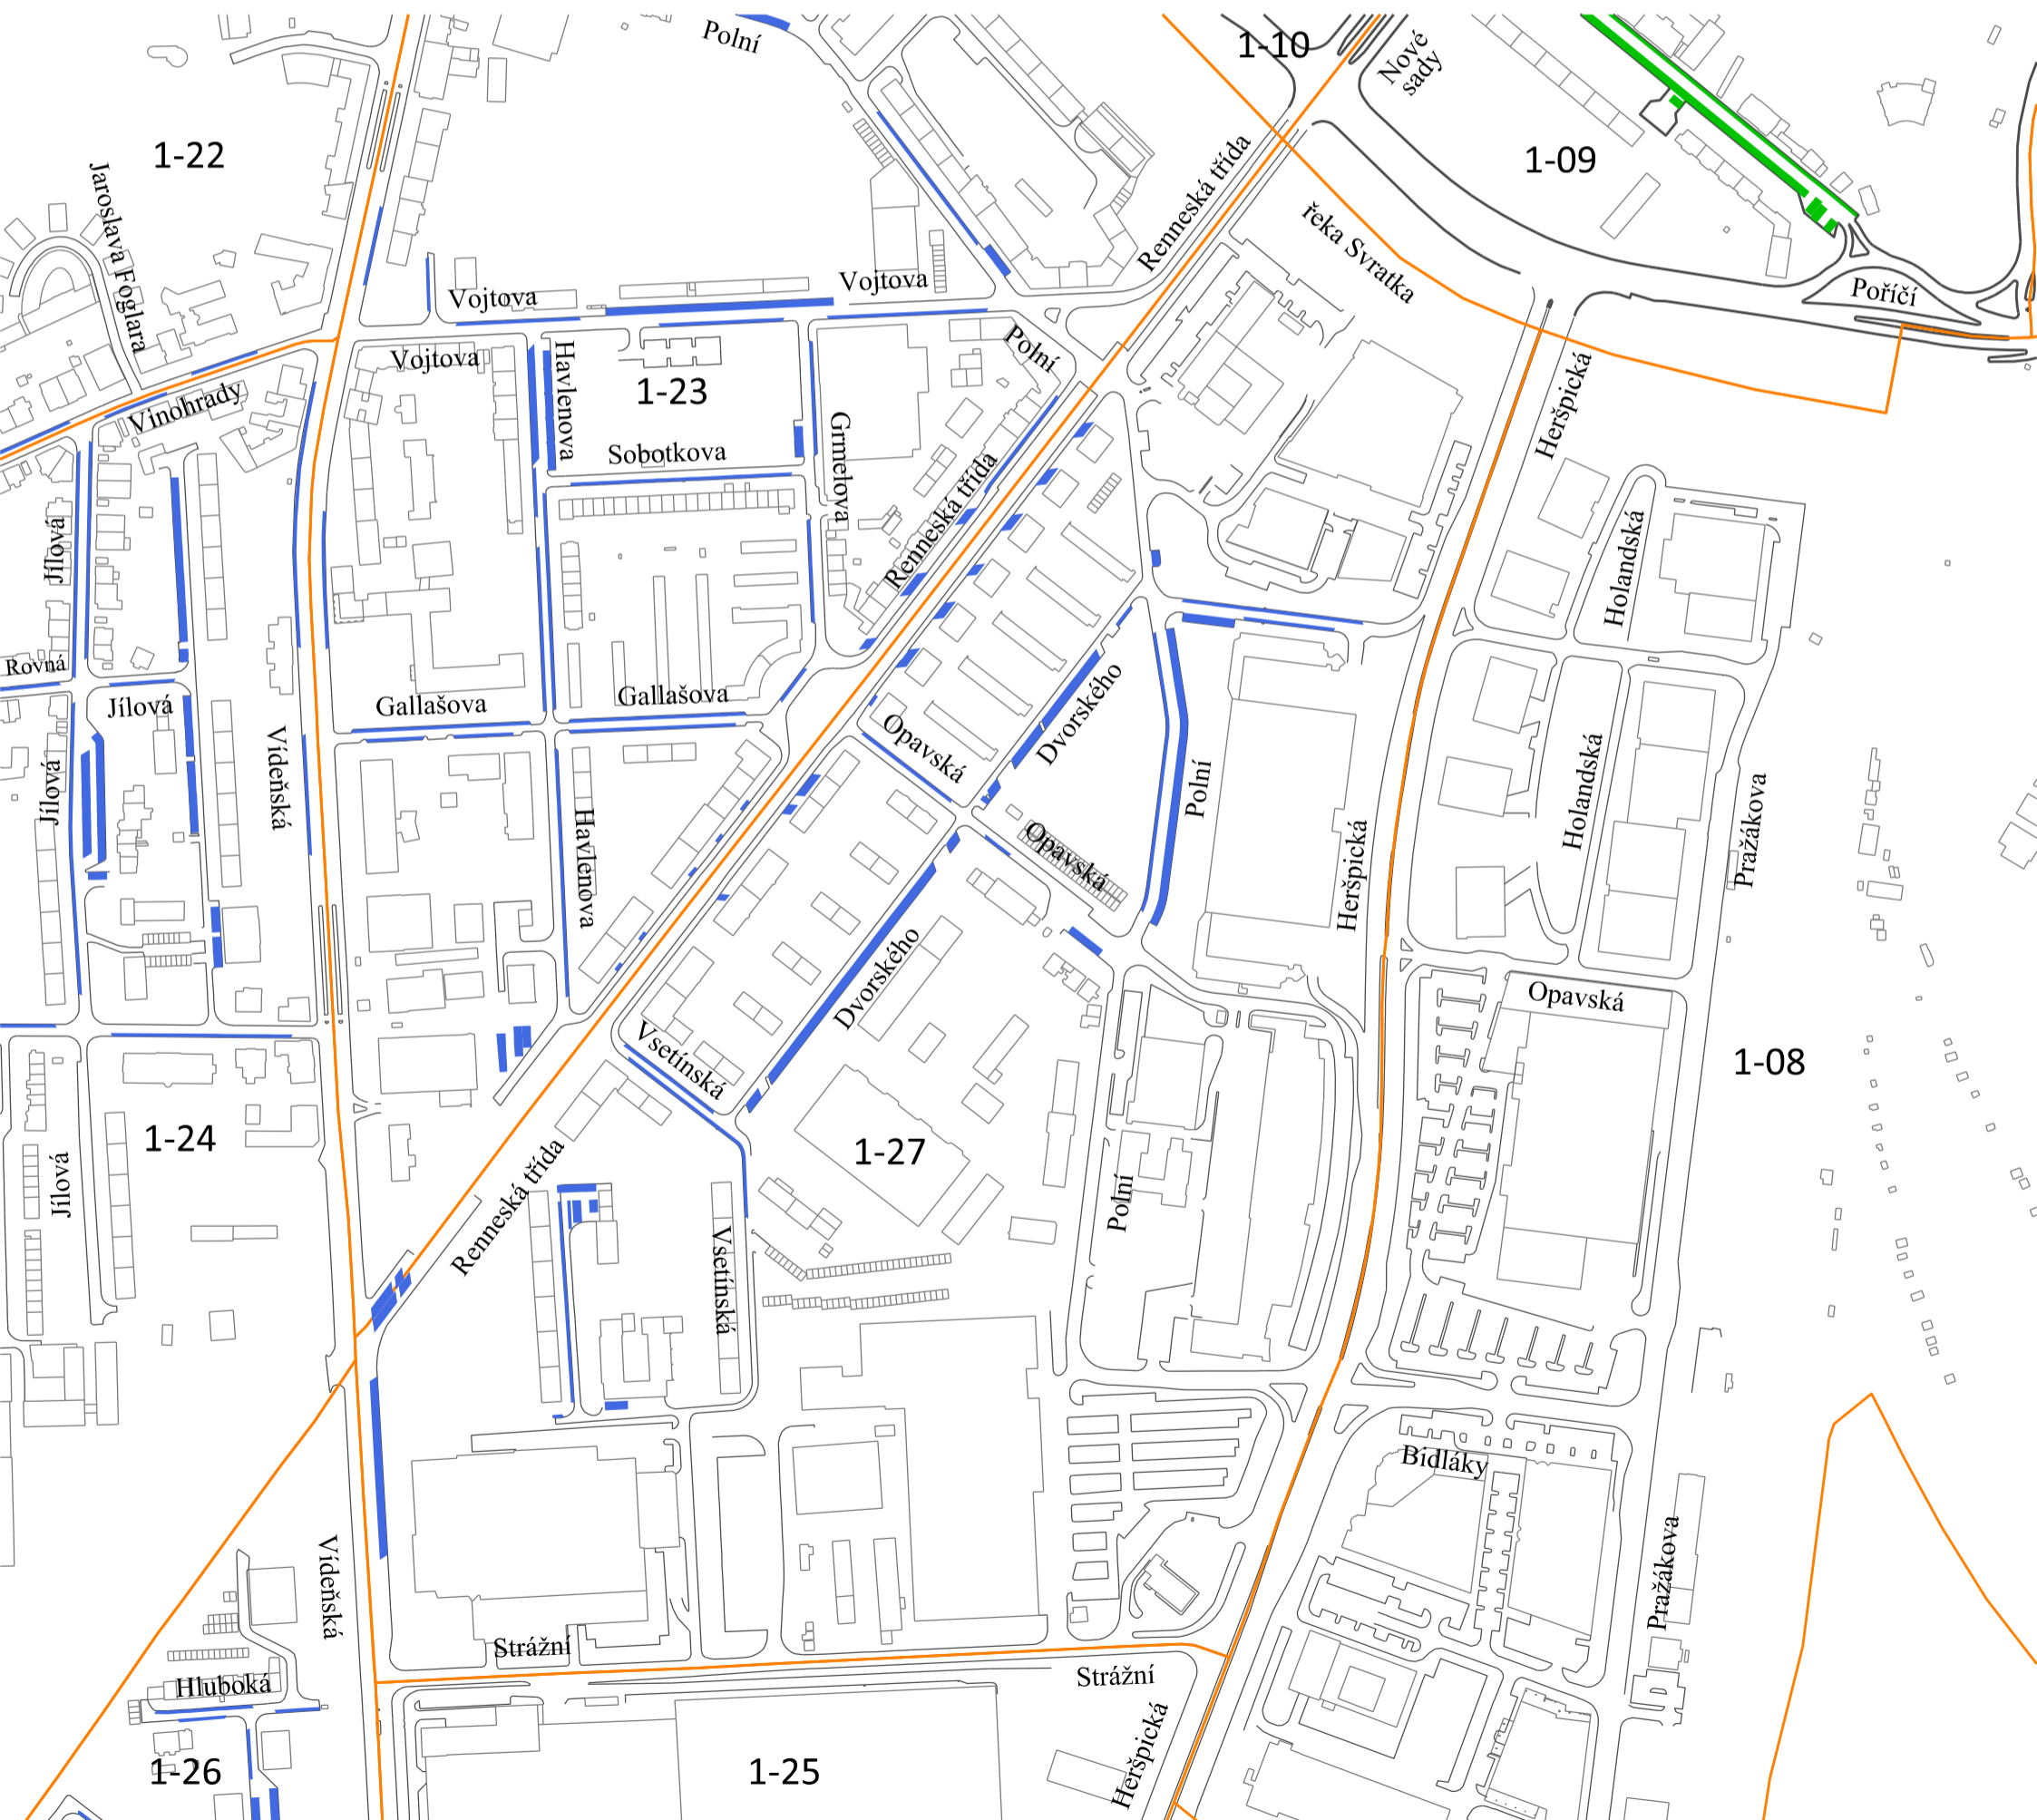 Polní
1-10
Nové
sady
1-22
1-09
Jaroslava Foglara
Renneská třída
řeka Svratka
Vojtova
Vojtova
Poříčí
Vojtova
Havlenova
Polní
1-23
Vinohrady
Heršpická
Sobotkova
Grmelova
Renneská třída
Jílová
Holandská
Rovná
Jílová
Gallašova
Gallašova
Dvorského
Opavská
Vídeňská
Jílová
Polní
Holandská
Pražákova
Havlenova
Opavská
Heršpická
Dvorského
Opavská
Vsetínská
1-08
1-24
1-27
Jílová
Polní
Renneská třída
Vsetínská
Bidláky
Vídeňská
Pražákova
Strážní
Strážní
Hluboká
Heršpická
1-26
1-25